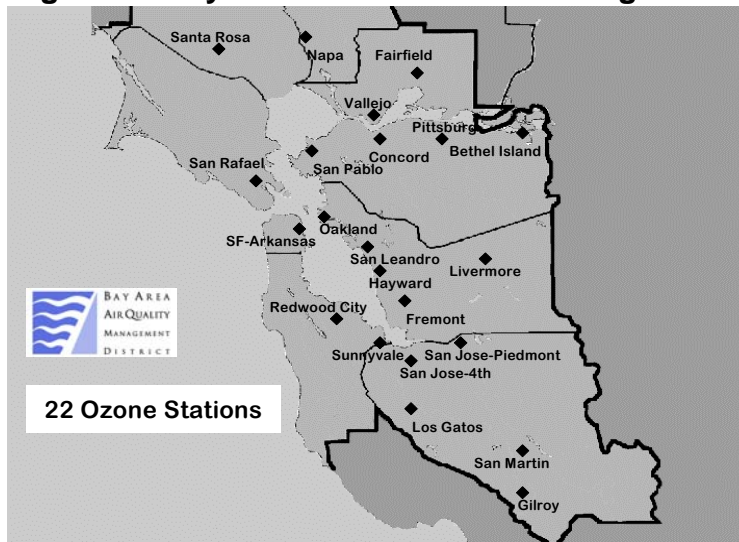 Santa Rosa
Napa
Fairfield
Vallejo
Pittsburg
Concord
Bethel Island
San Rafael
San Pablo
Oakland
SF-Arkansas
San Leandro
Livermore
Hayward
Redwood City
Fremont
Sunnyvale
San Jose-Piedmont
San Jose-4th
BAY AREA
AIR QUALITY
MANAGEMENT
DISTRICT
22 Ozone Stations
Los Gatos
San Martin
Gilroy